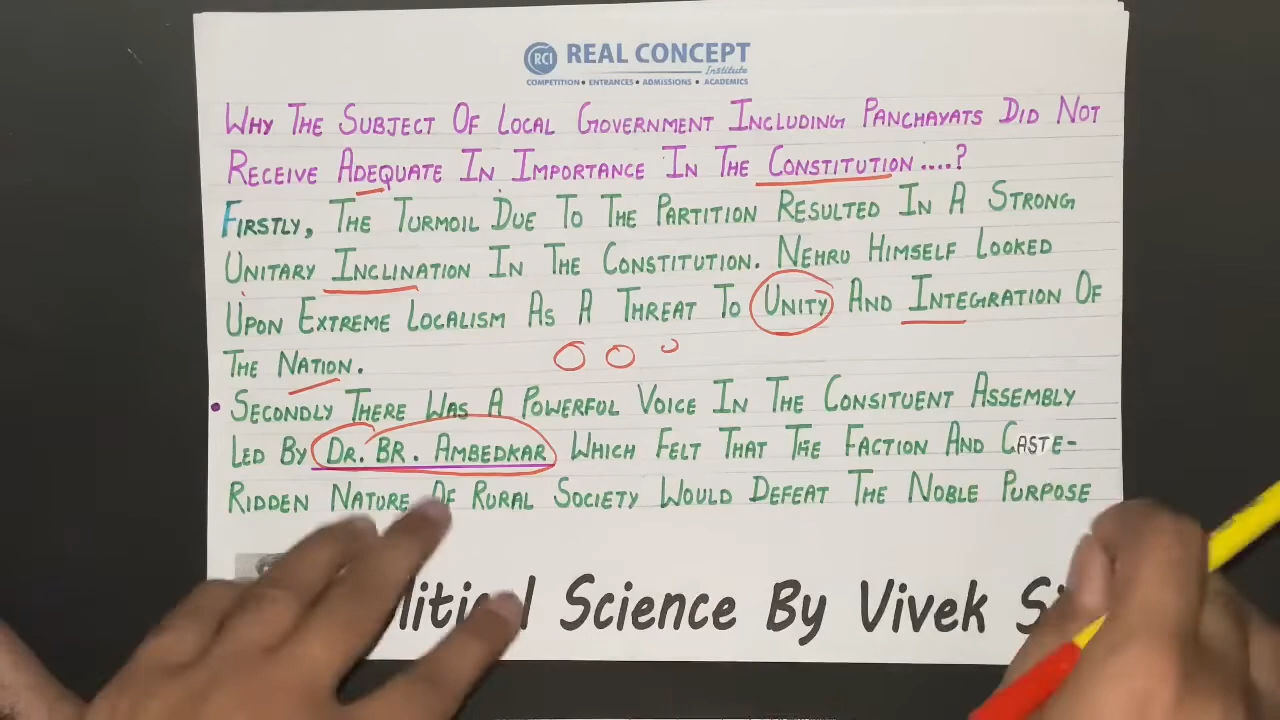 RCI REAL CONCEPT
Institute
COMPETITION • ENTRANCES • ADMISSIONS • ACADEMICS
WHY THE SUBJECT OF LOCAL GOVERNMENT INCLUDING PANCHAYATS DID NOT
RECEIVE ADEQUATE IN IMPORTANCE IN THE CONSTITUTION....?
FIRSTLY, THE TURMOIL DUE TO THE PARTITION RESULTED IN A STRONG
UNITARY INCLINATION IN THE CONSTITUTION. NEHRU HIMSELF LOOKED
UPON EXTREME LOCALISM AS A THREAT TO UNITY AND INTEGRATION OF
THE NATION.
• SECONDLY THERE WAS A POWERFUL VOICE IN THE CONSITUENT ASSEMBLY
LED BY DR. BR. AMBEDKAR WHICH FELT THAT THE FACTION AND CASTE-
RIDDEN NATURE OF RURAL SOCIETY WOULD DEFEAT THE NOBLE PURPOSE
Science By Vivek